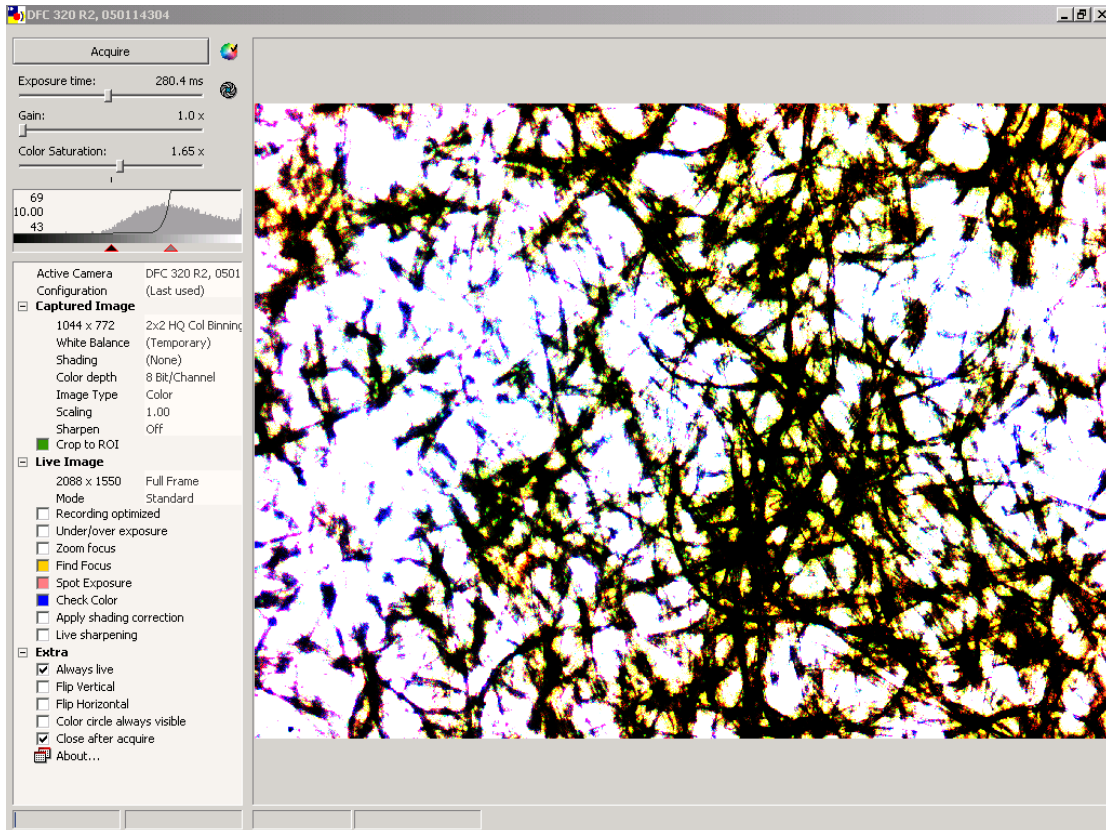 DFC 320 R2, 050114304
Acquire
Exposure time: 280.4 ms
Gain: 1.0 x
Color Saturation: 1.65 x
69
10.00
43
Active Camera DFC 320 R2, 0501
Configuration (Last used)
Captured Image
1044 x 772 2x2 HQ Col Binning
White Balance (Temporary)
Shading (None)
Color depth 8 Bit/Channel
Image Type Color
Scaling 1.00
Sharpen Off
Crop to ROI
Live Image
2088 x 1550 Full Frame
Mode Standard
Recording optimized
Under/over exposure
Zoom focus
Find Focus
Spot Exposure
Check Color
Apply shading correction
Live sharpening
Extra
Always live
Flip Vertical
Flip Horizontal
Color circle always visible
Close after acquire
About...